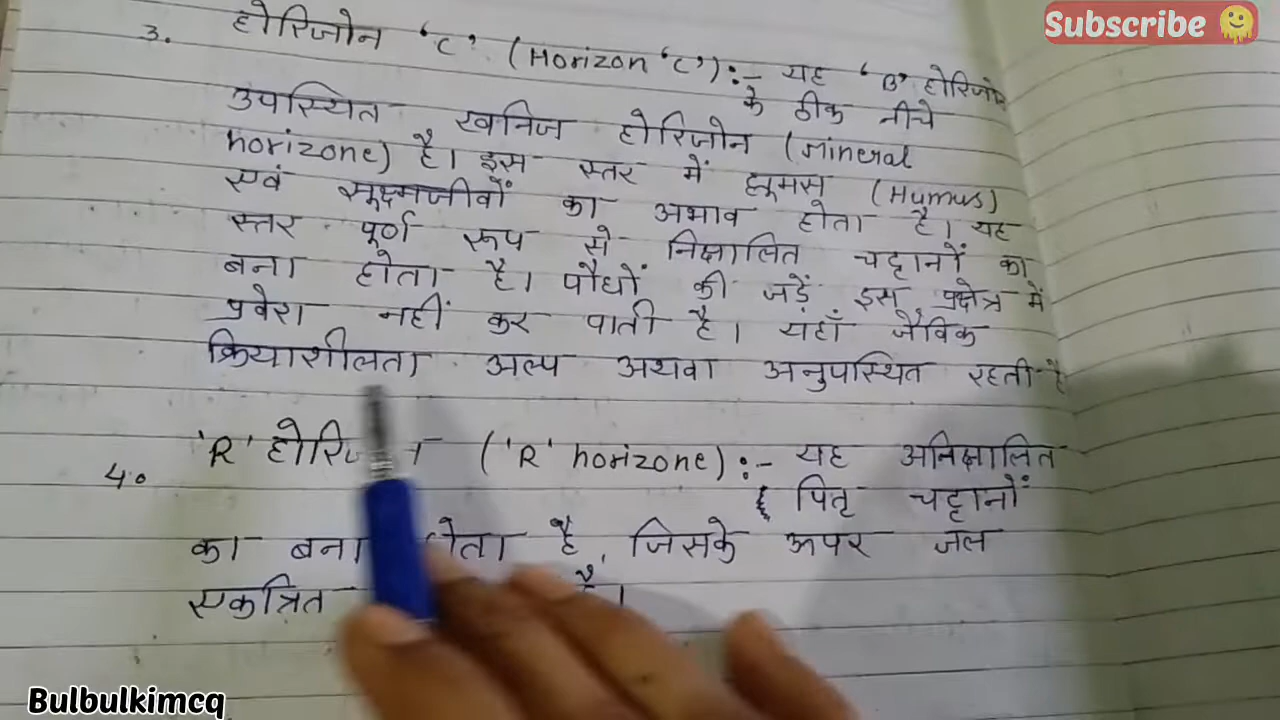 Subscribe
3. होरिजोन 'C' (Horizon 'C') :- यह 'B' होरिजोन
के ठीक नीचे
उपस्थित खनिज होरिजोन (Mineral
horizone) है। इस स्तर में ह्यूमस (Humus)
एवं सूक्ष्मजीवों का अभाव होता है। यह
स्तर पूर्ण रूप से निक्षालित चट्टानों का
बना होता है। पौधों की जड़ें इस प्रक्षेत्र में
प्रवेश नहीं कर पाती है। यहाँ जैविक
क्रियाशीलता अल्प अथवा अनुपस्थित रहती है
4. 'R' ('R' horizone) :- यह अनिक्षालित
पितृ चट्टानों
का बना होता है, जिसके ऊपर जल
एकत्रित है।
Bulbulkimcq